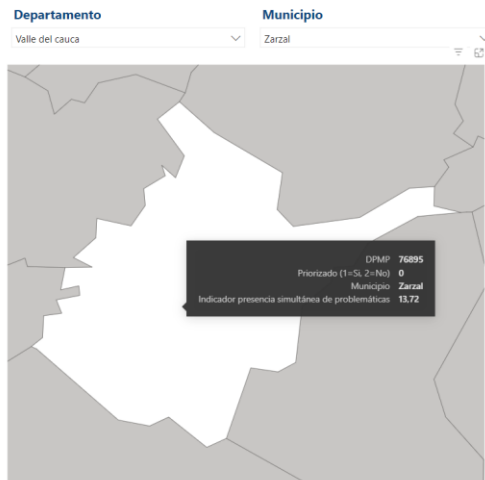 Departamento
Municipio
Valle del cauca
Zarzal
DPMP 76895
Priorizado (1=Si, 2=No) 0
Municipio Zarzal
Indicador presencia simultánea de problemáticas 13,72